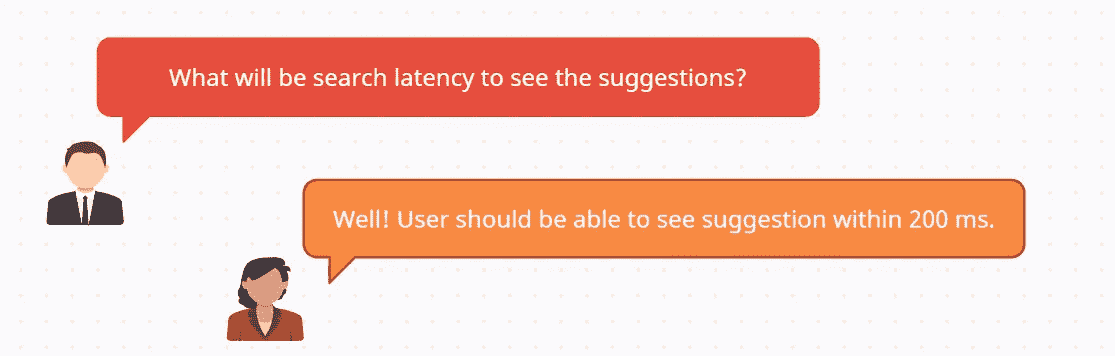 What will be search latency to see the suggestions?
Well! User should be able to see suggestion within 200 ms.